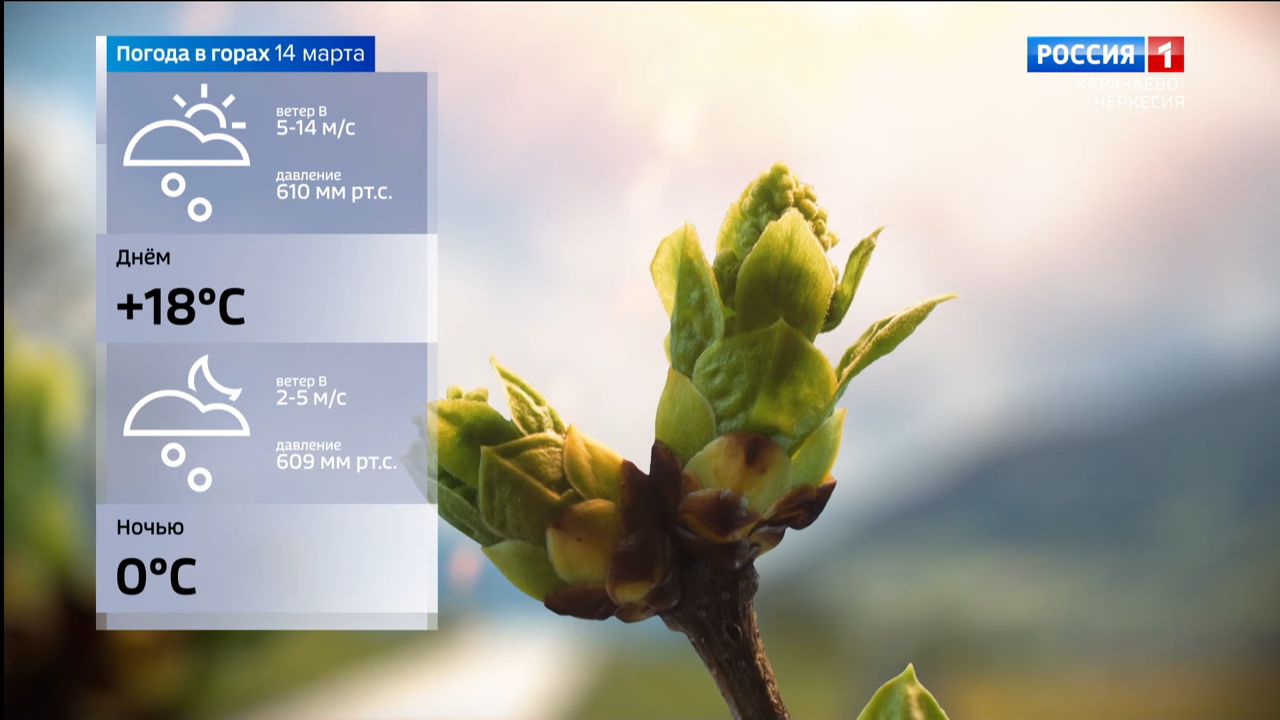 Погода в горах 14 марта
РОССИЯ 1
КАРАЧАЕВО-
ЧЕРКЕСИЯ
ветер В
5-14 м/с
давление
610 мм рт.с.
Днём
+18°C
ветер В
2-5 м/с
давление
609 мм рт.с.
Ночью
0°C